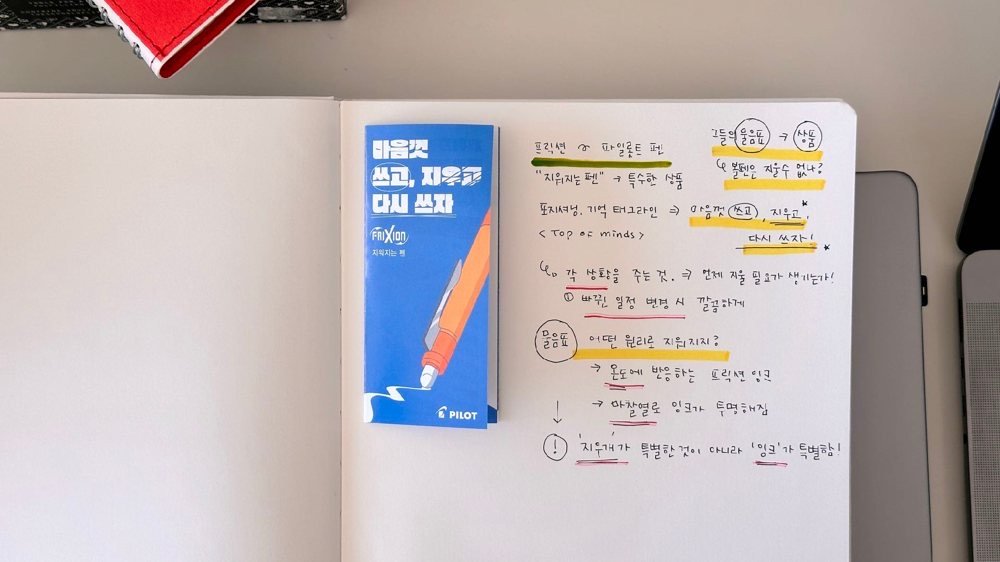 마음껏
쓰고, 지우고
다시 쓰자
FRIXION
지워지는 펜
PILOT
프릭션 & 파일롯트 펜
"지워지는 펜" → 특수한 상품
포지셔닝. 기억 태그라인 ⇒ 마음껏 쓰고, 지우고,
다시 쓰자!
<Top of minds>
그들의 물음표 → 상품
↳ 볼펜은 지울 수 없나?
↳ 각 상황을 주는 것. ⇒ 언제 지울 필요가 생기는가!
① 바뀐 일정 변경 시 깔끔하게
물음표 어떤 원리로 지워지지?
→ 온도에 반응하는 프릭션 잉크
→ 마찰열로 잉크가 투명해짐
↓
! '지우개'가 특별한 것이 아니라 '잉크'가 특별함!